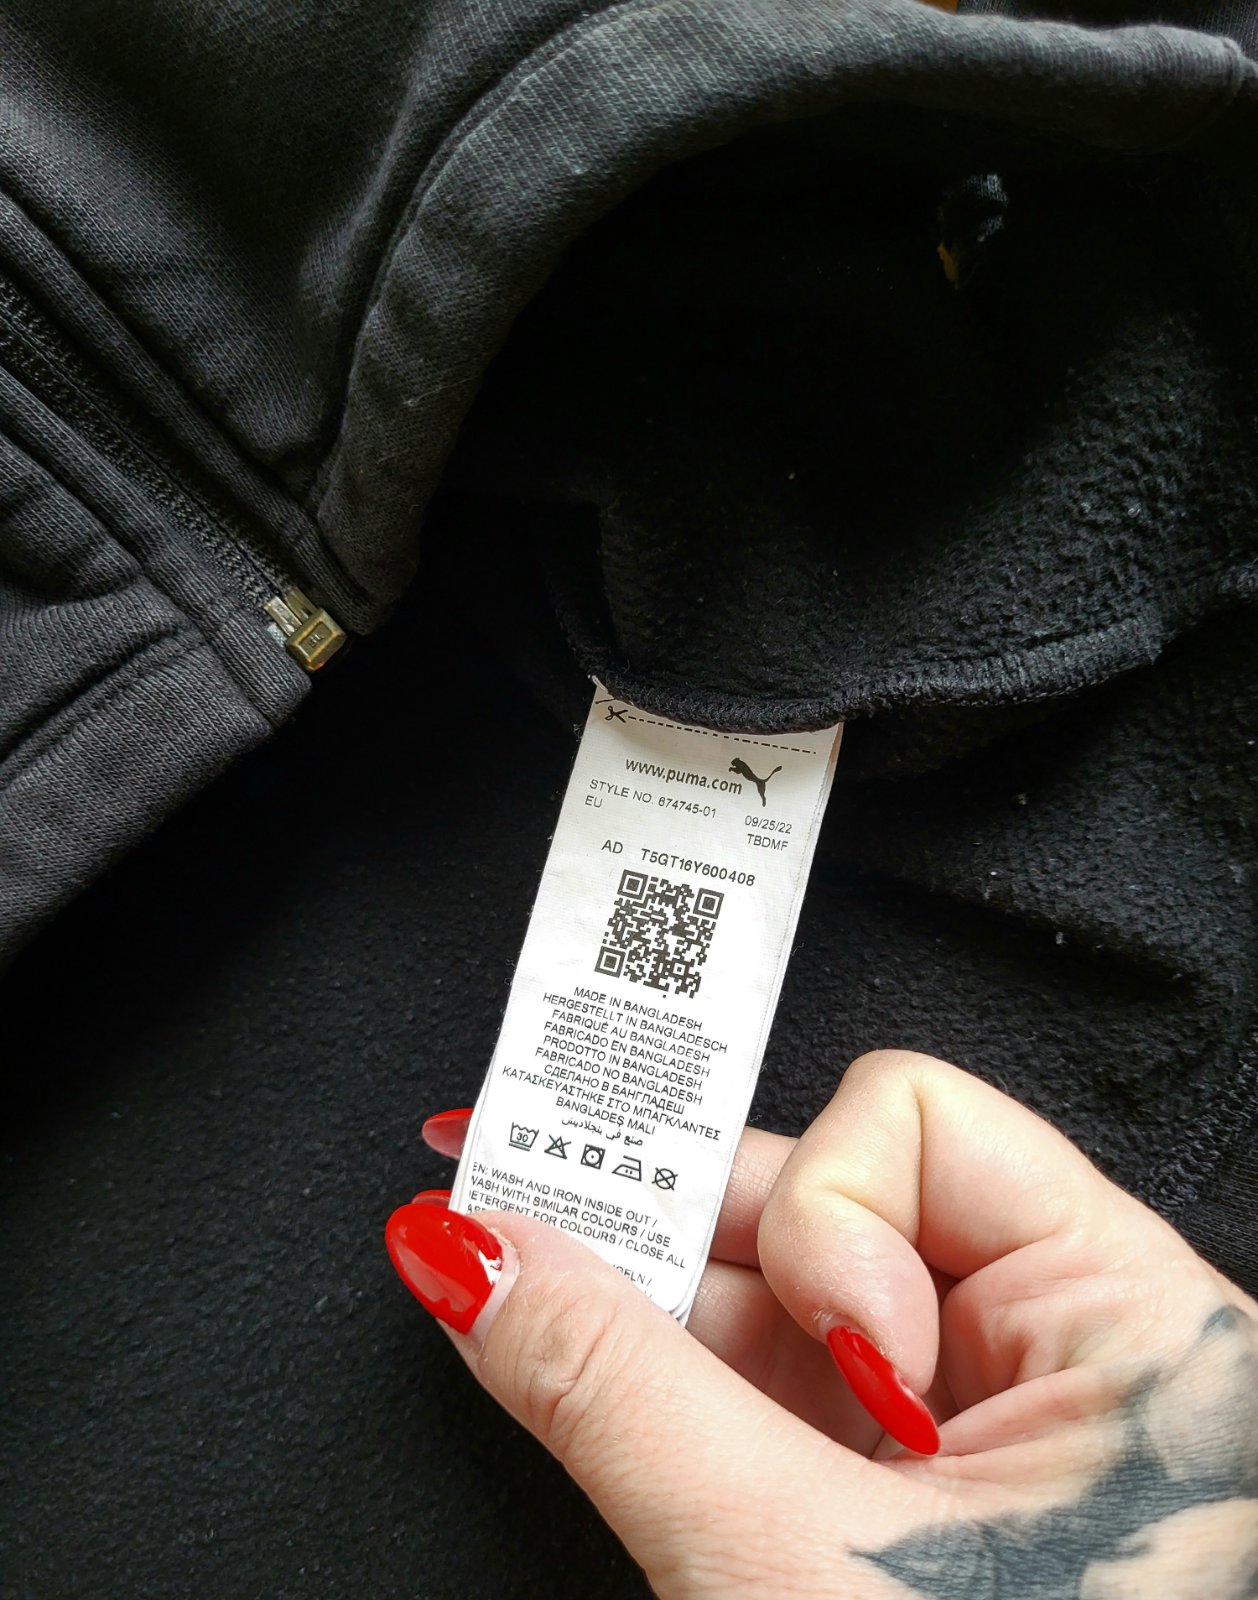 www.puma.com
STYLE NO. 674745-01
EU
09/25/22
TBDMF
AD T5GT16Y600408
MADE IN BANGLADESH
HERGESTELLT IN BANGLADESCH
FABRIQUÉ AU BANGLADESH
FABRICADO EN BANGLADESH
PRODOTTO IN BANGLADESH
FABRICADO NO BANGLADESH
СДЕЛАНО В БАНГЛАДЕШ
ΚΑΤΑΣΚΕΥΑΣΤΗΚΕ ΣΤΟ ΜΠΑΓΚΛΑΝΤΕΣ
BANGLADEŞ MALI
صنع في بنجلاديش
30
EN: WASH AND IRON INSIDE OUT /
WASH WITH SIMILAR COLOURS / USE
DETERGENT FOR COLOURS / CLOSE ALL